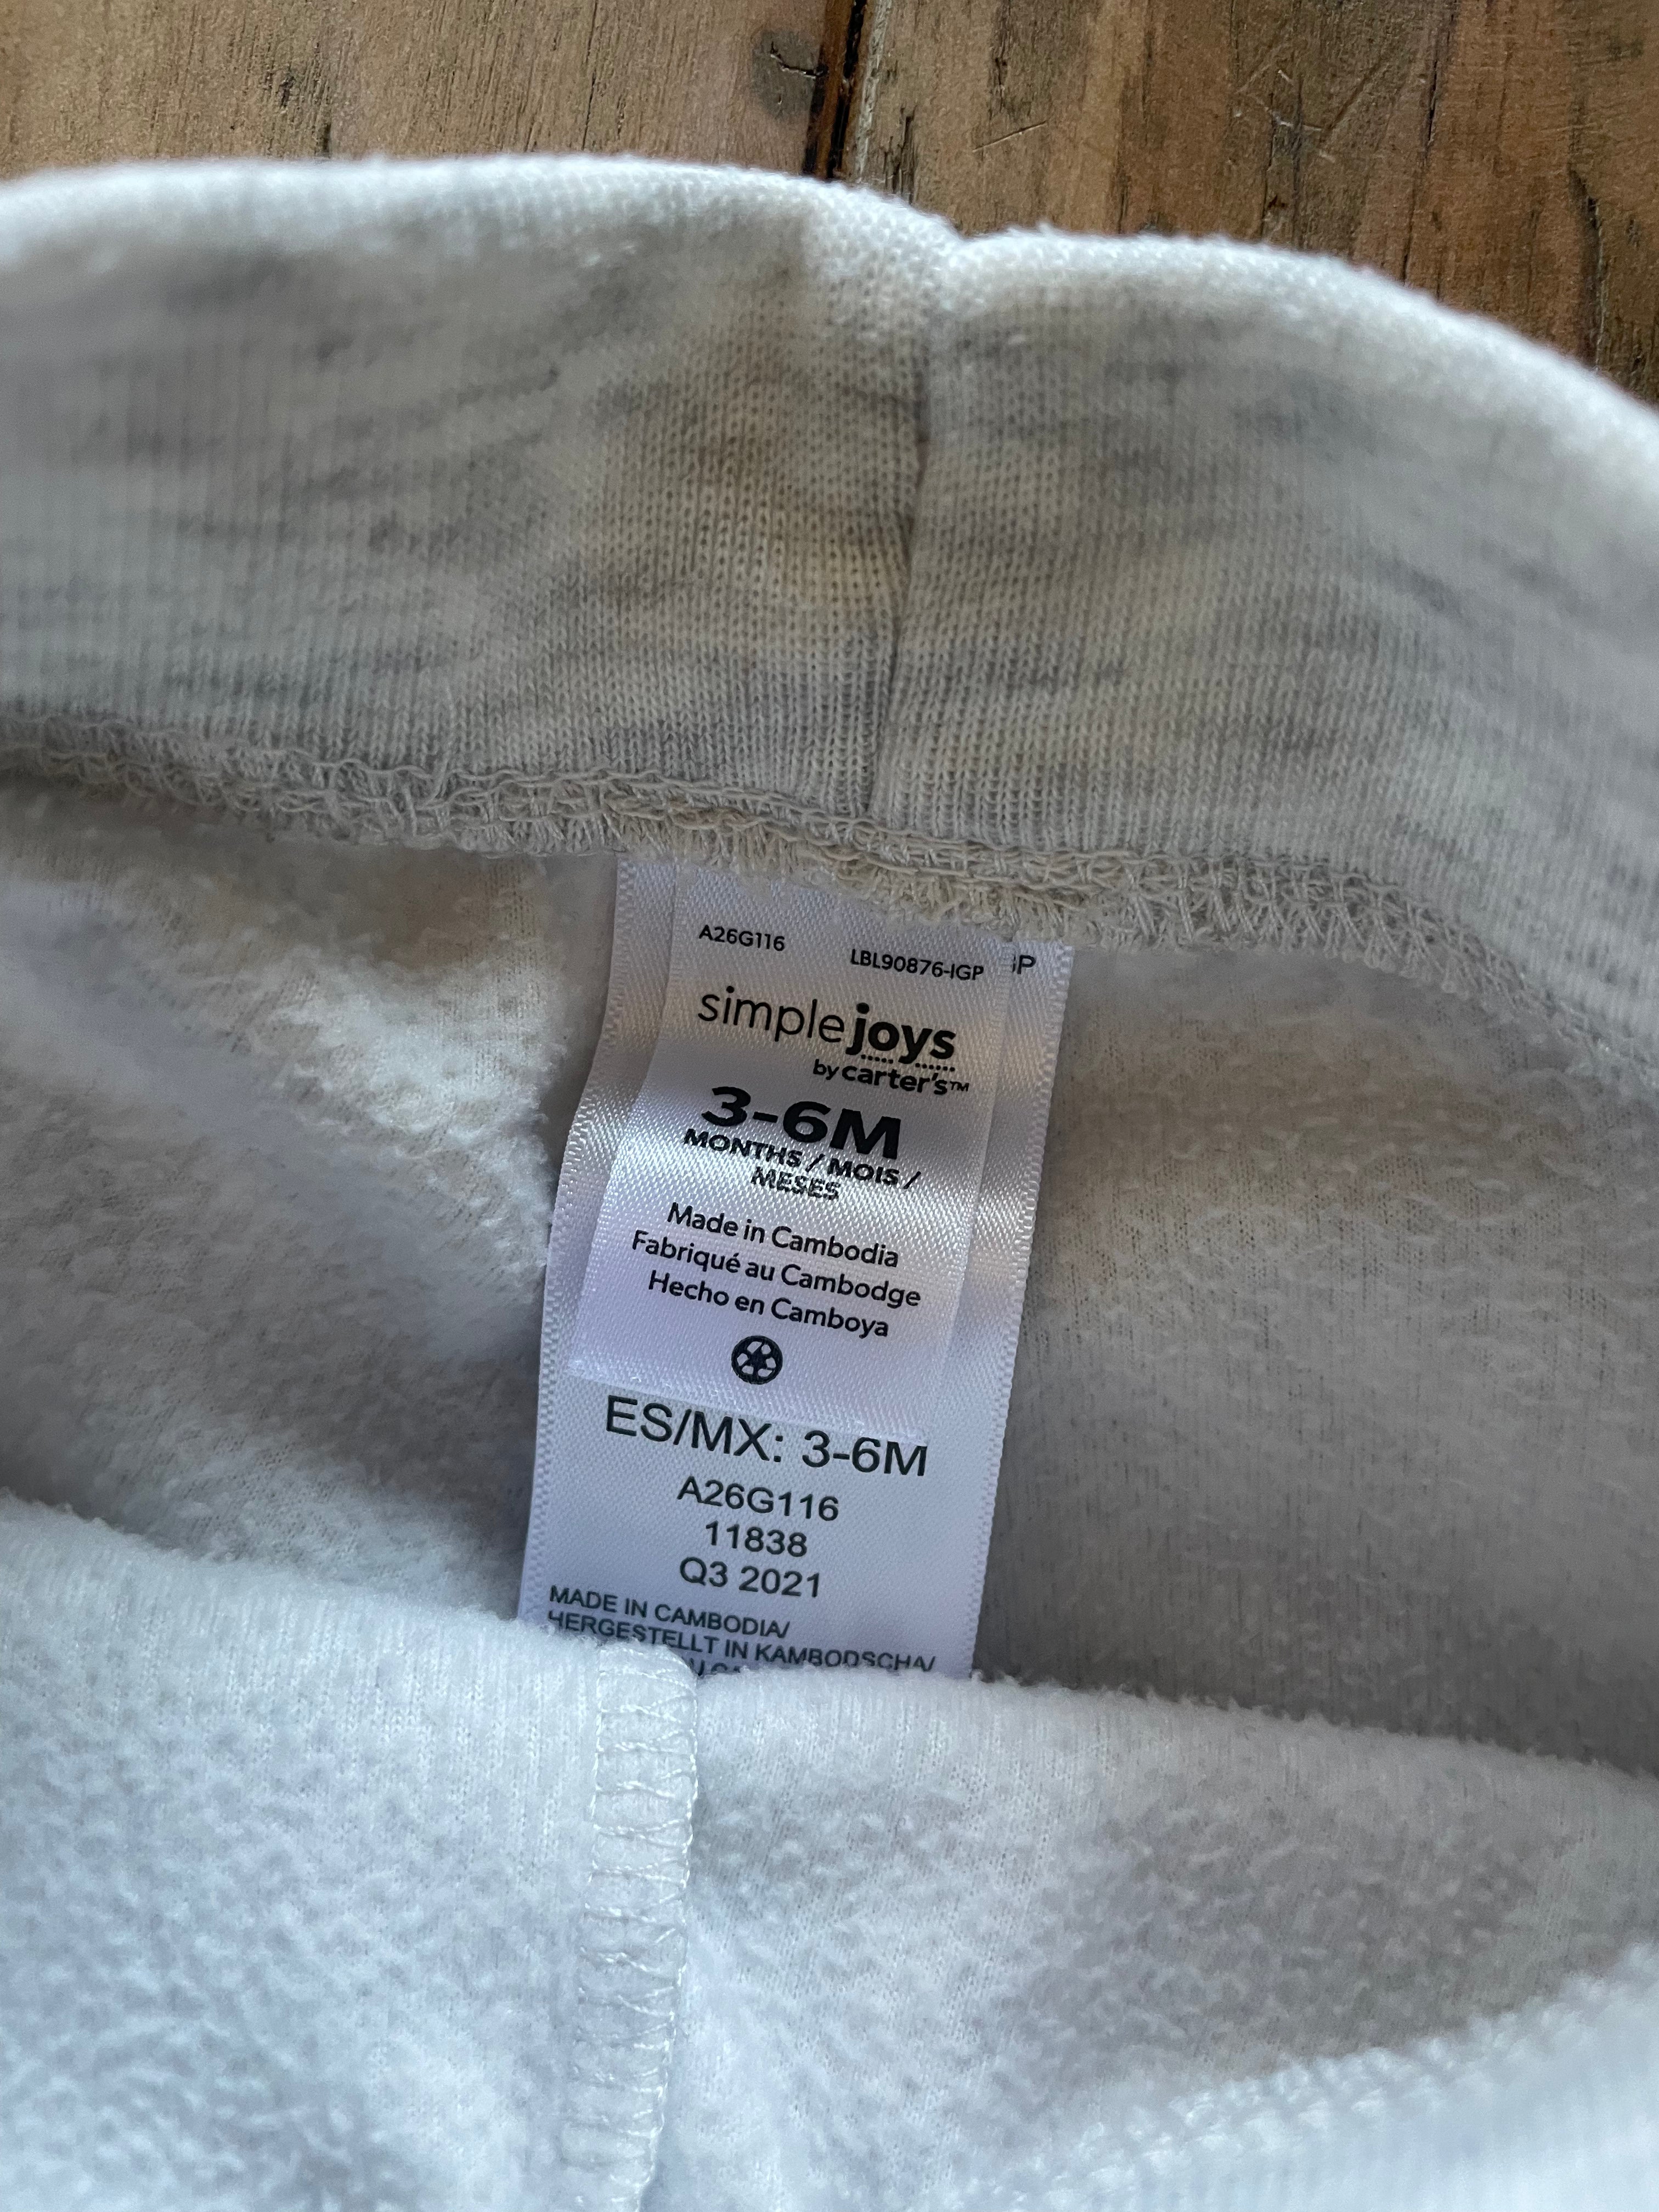 A26G116 LBL90876-IGP
simple joys
by carter's™
3-6M
MONTHS / MOIS /
MESES
Made in Cambodia
Fabriqué au Cambodge
Hecho en Camboya
ES/MX: 3-6M
A26G116
11838
Q3 2021
MADE IN CAMBODIA/
HERGESTELLT IN KAMBODSCHA/